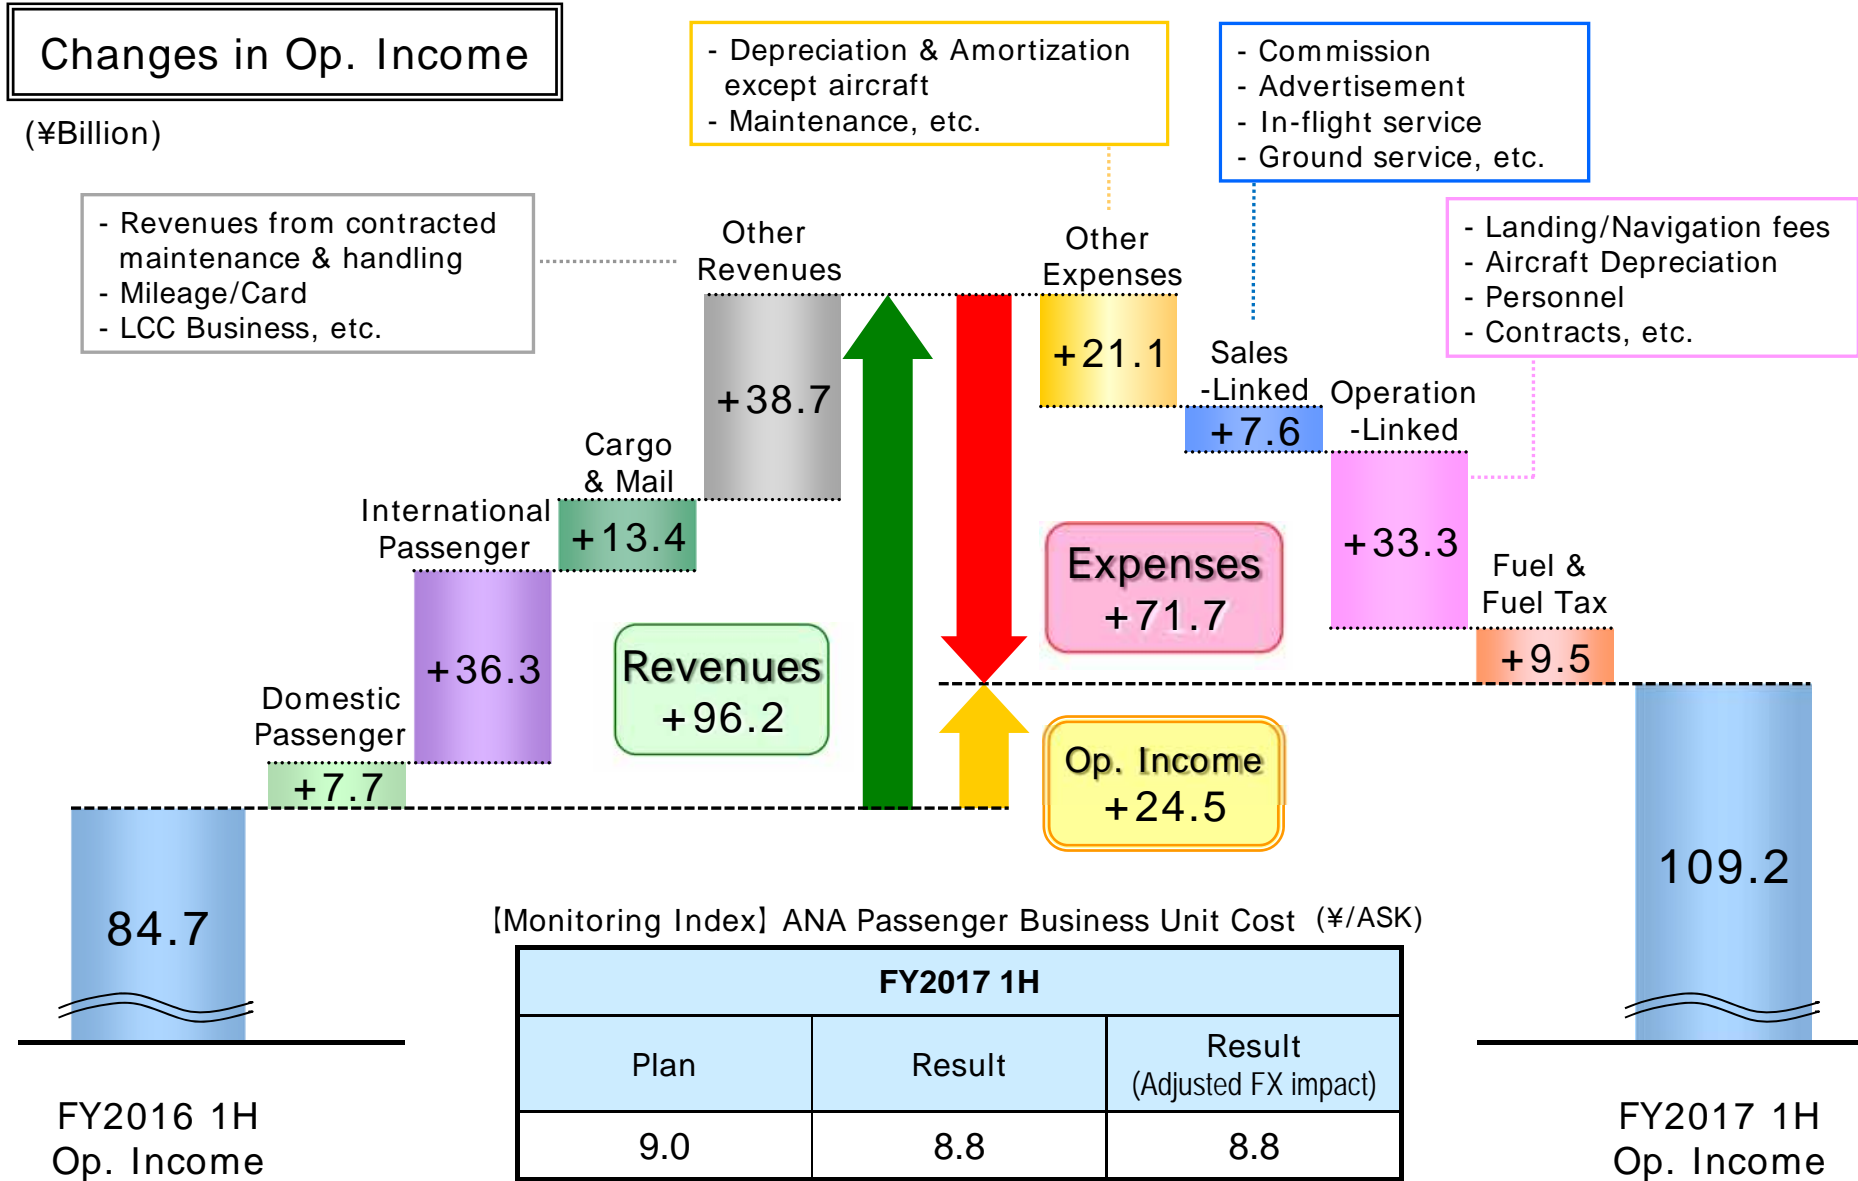 Changes in Op. Income
(¥Billion)
- Depreciation & Amortization
except aircraft
- Maintenance, etc.
- Commission
- Advertisement
- In-flight service
- Ground service, etc.
- Revenues from contracted
maintenance & handling
- Mileage/Card
- LCC Business, etc.
- Landing/Navigation fees
- Aircraft Depreciation
- Personnel
- Contracts, etc.
Other
Revenues
+38.7
Other
Expenses
+21.1
Sales
-Linked
+7.6
Operation
-Linked
+33.3
Cargo
& Mail
+13.4
International
Passenger
+36.3
Domestic
Passenger
+7.7
Revenues
+96.2
Expenses
+71.7
Op. Income
+24.5
Fuel &
Fuel Tax
+9.5
84.7
109.2
【Monitoring Index】 ANA Passenger Business Unit Cost (¥/ASK)
FY2017 1H
Plan
Result
Result
(Adjusted FX impact)
9.0
8.8
8.8
FY2016 1H
Op. Income
FY2017 1H
Op. Income